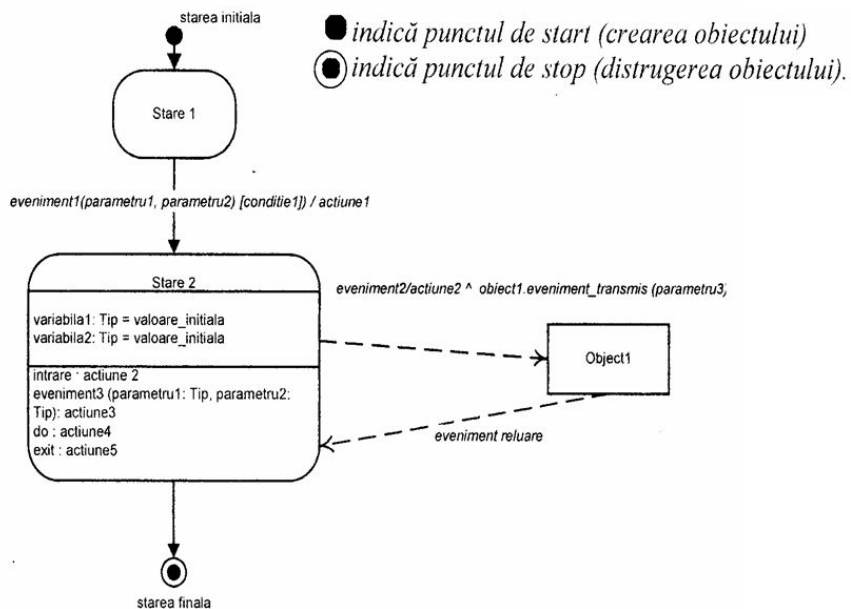 starea initiala
indică punctul de start (crearea obiectului)
indică punctul de stop (distrugerea obiectului).
Stare 1
eveniment1(parametru1, parametru2) [conditie1]) / actiune1
Stare 2
eveniment2/actiune2 ^ object1.eveniment_transmis (parametru3)
variabila1: Tip = valoare_initiala
variabila2: Tip = valoare_initiala
Object1
intrare : actiune 2
eveniment3 (parametru1: Tip, parametru2:
Tip): actiune3
do : actiune4
exit : actiune5
eveniment reluare
starea finala